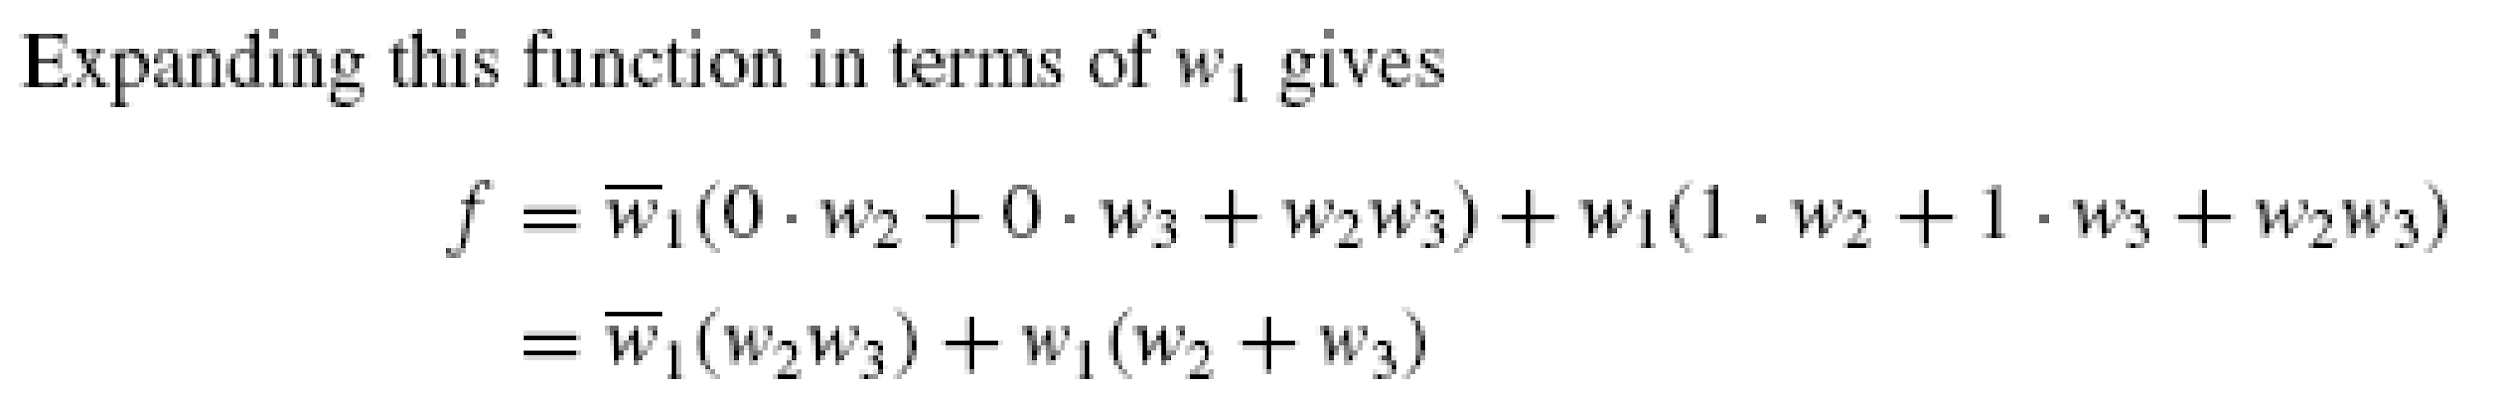 Expanding this function in terms of w₁ gives
f = w̅₁(0 · w₂ + 0 · w₃ + w₂w₃) + w₁(1 · w₂ + 1 · w₃ + w₂w₃)
= w̅₁(w₂w₃) + w₁(w₂ + w₃)